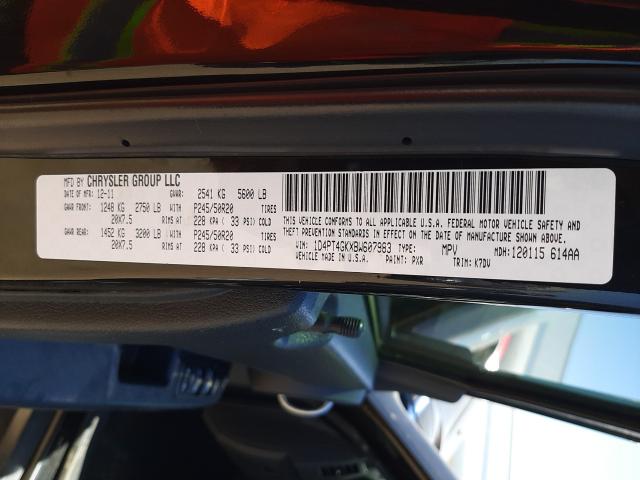 MFD BY CHRYSLER GROUP LLC
DATE OF MFR: 12-11 GVWR: 2541 KG 5600 LB
GAWR FRONT: 1248 KG 2750 LB WITH P245/50R20 TIRES
20X7.5 RIMS AT 228 KPA ( 33 PSI) COLD
GAWR REAR: 1452 KG 3200 LB WITH P245/50R20 TIRES
20X7.5 RIMS AT 228 KPA ( 33 PSI) COLD
THIS VEHICLE CONFORMS TO ALL APPLICABLE U.S.A. FEDERAL MOTOR VEHICLE SAFETY AND
THEFT PREVENTION STANDARDS IN EFFECT ON THE DATE OF MANUFACTURE SHOWN ABOVE.
VIN: 1D4PT4GKXBW607963 TYPE: MPV MDH: 120115 614AA
VEHICLE MADE IN U.S.A. PAINT: PXR TRIM: K7DV